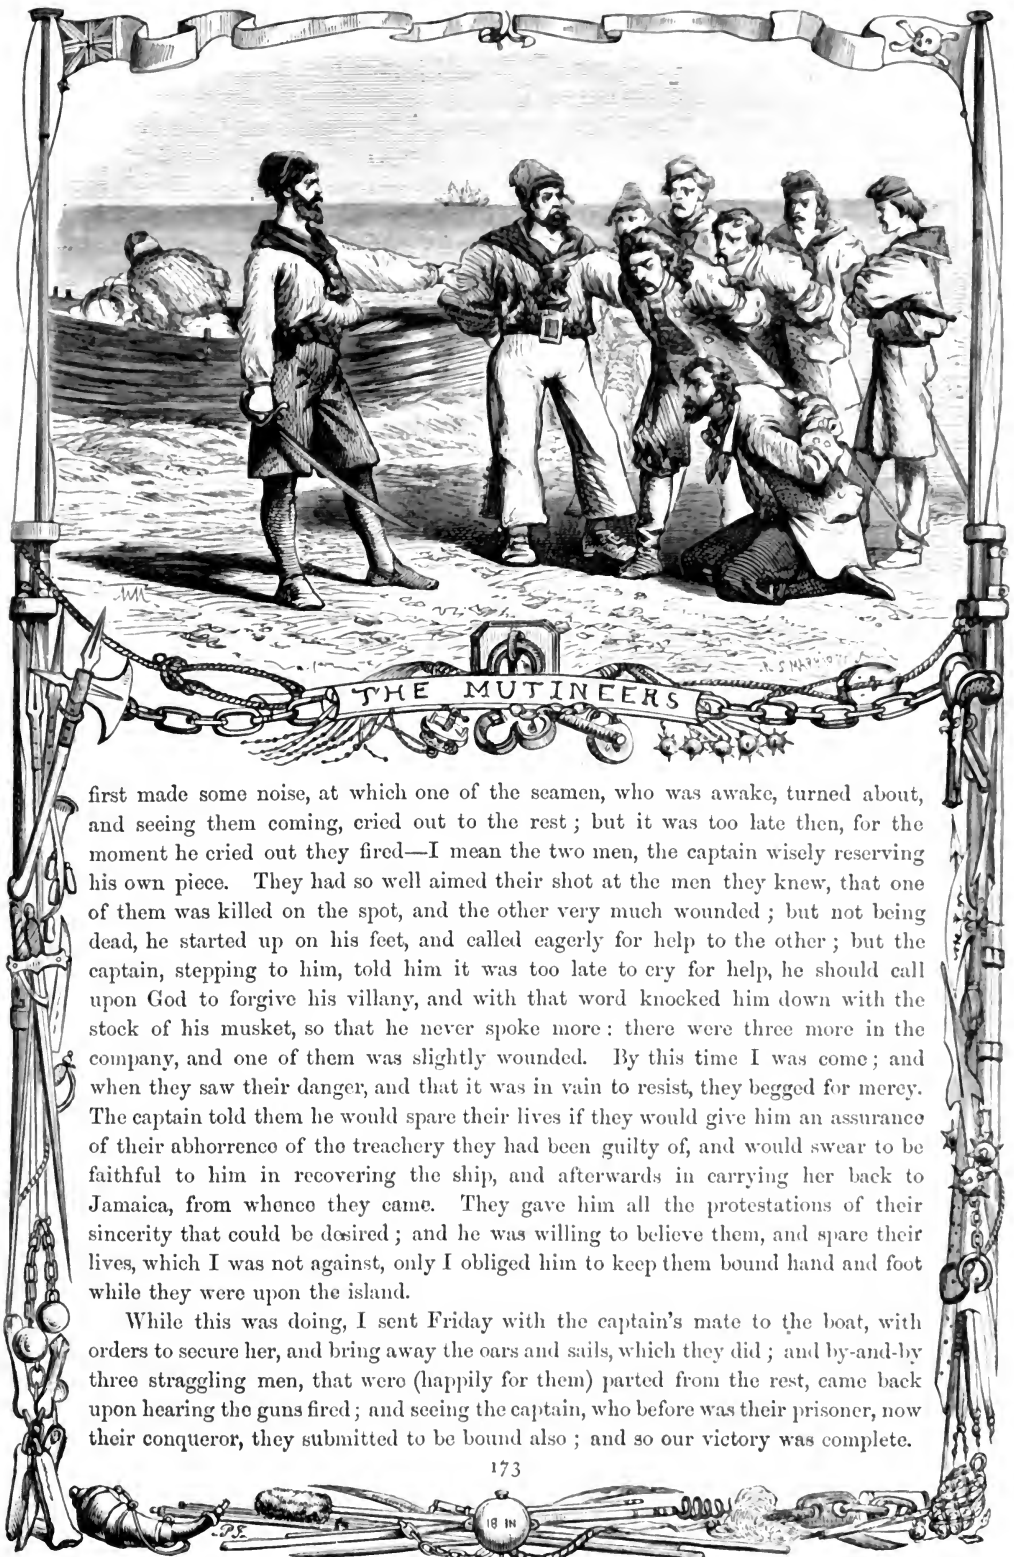 THE MUTINEERS
first made some noise, at which one of the seamen, who was awake, turned about,
and seeing them coming, cried out to the rest ; but it was too late then, for the
moment he cried out they fired—I mean the two men, the captain wisely reserving
his own piece. They had so well aimed their shot at the men they knew, that one
of them was killed on the spot, and the other very much wounded ; but not being
dead, he started up on his feet, and called eagerly for help to the other ; but the
captain, stepping to him, told him it was too late to cry for help, he should call
upon God to forgive his villany, and with that word knocked him down with the
stock of his musket, so that he never spoke more : there were three more in the
company, and one of them was slightly wounded. By this time I was come ; and
when they saw their danger, and that it was in vain to resist, they begged for mercy.
The captain told them he would spare their lives if they would give him an assurance
of their abhorrence of the treachery they had been guilty of, and would swear to be
faithful to him in recovering the ship, and afterwards in carrying her back to
Jamaica, from whence they came. They gave him all the protestations of their
sincerity that could be desired ; and he was willing to believe them, and spare their
lives, which I was not against, only I obliged him to keep them bound hand and foot
while they were upon the island.
While this was doing, I sent Friday with the captain's mate to the boat, with
orders to secure her, and bring away the oars and sails, which they did ; and by-and-by
three straggling men, that were (happily for them) parted from the rest, came back
upon hearing the guns fired ; and seeing the captain, who before was their prisoner, now
their conqueror, they submitted to be bound also ; and so our victory was complete.
173
18 IN